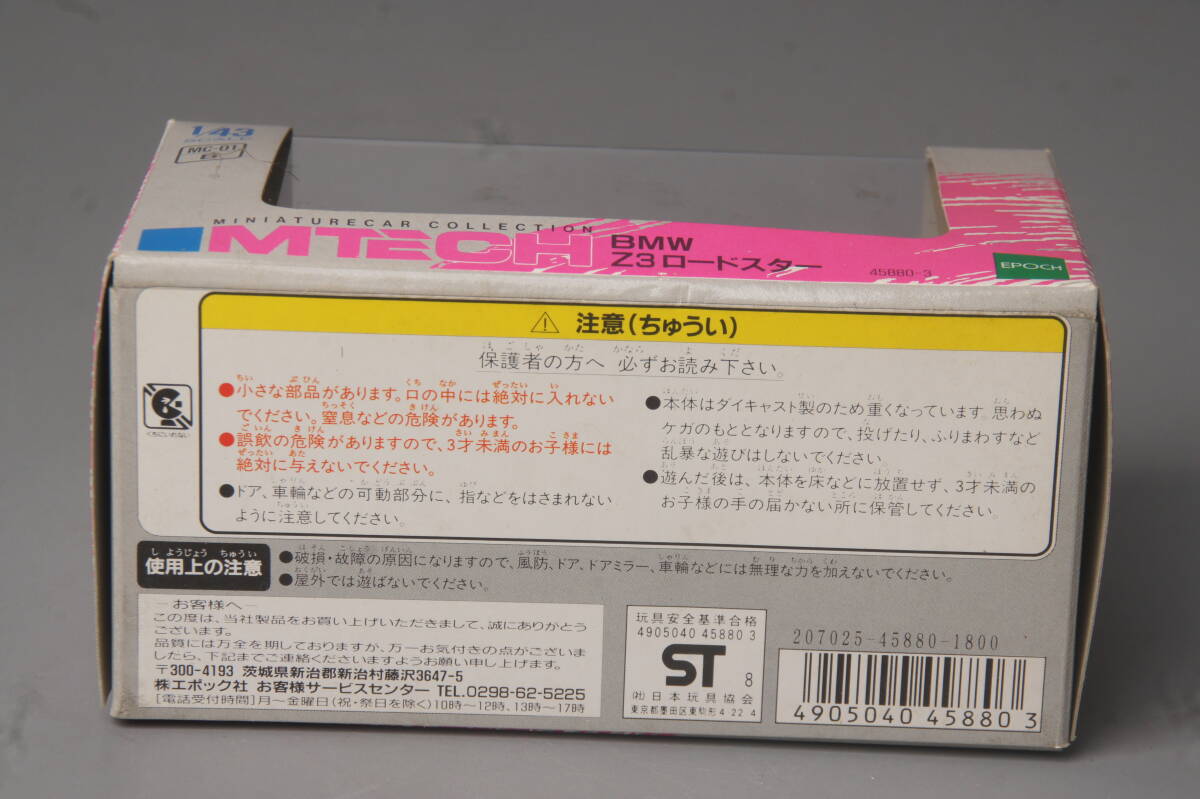 1/43
SCALE
MC-01
MINIATURECAR COLLECTION
MTECH
BMW
Z3ロードスター
45880-3
EPOCH
⚠ 注意(ちゅうい)
保護者の方へ 必ずお読み下さい。
くちにいれない
●小さな部品があります。口の中には絶対に入れない
でください。窒息などの危険があります。
●誤飲の危険がありますので、3才未満のお子様には
絶対に与えないでください。
●ドア、車輪などの可動部分に、指などをはさまれない
ように注意してください。
●本体はダイキャスト製のため重くなっています。思わぬ
ケガのもととなりますので、投げたり、ふりまわすなど
乱暴な遊びはしないでください。
●遊んだ後は、本体を床などに放置せず、3才未満の
お子様の手の届かない所に保管してください。
しようじょう ちゅうい
使用上の注意
●破損・故障の原因になりますので、風防、ドア、ドアミラー、車輪などには無理な力を加えないでください。
●屋外では遊ばないでください。
―お客様へ―
この度は、当社製品をお買い上げいただきまして、誠にありがとう
ございます。
品質には万全を期しておりますが、万一お気付きの点がございま
したら、下記までご連絡くださいますようお願い申し上げます。
〒300-4193 茨城県新治郡新治村藤沢3647-5
株エポック社 お客様サービスセンター TEL.0298-62-5225
[電話受付時間]月～金曜日(祝・祭日を除く)10時～12時、13時～17時
玩具安全基準合格
4905040 45880 3
ST 8
(社)日本玩具協会
東京都墨田区東駒形4-22-4
207025-45880-1800
4905040 458803